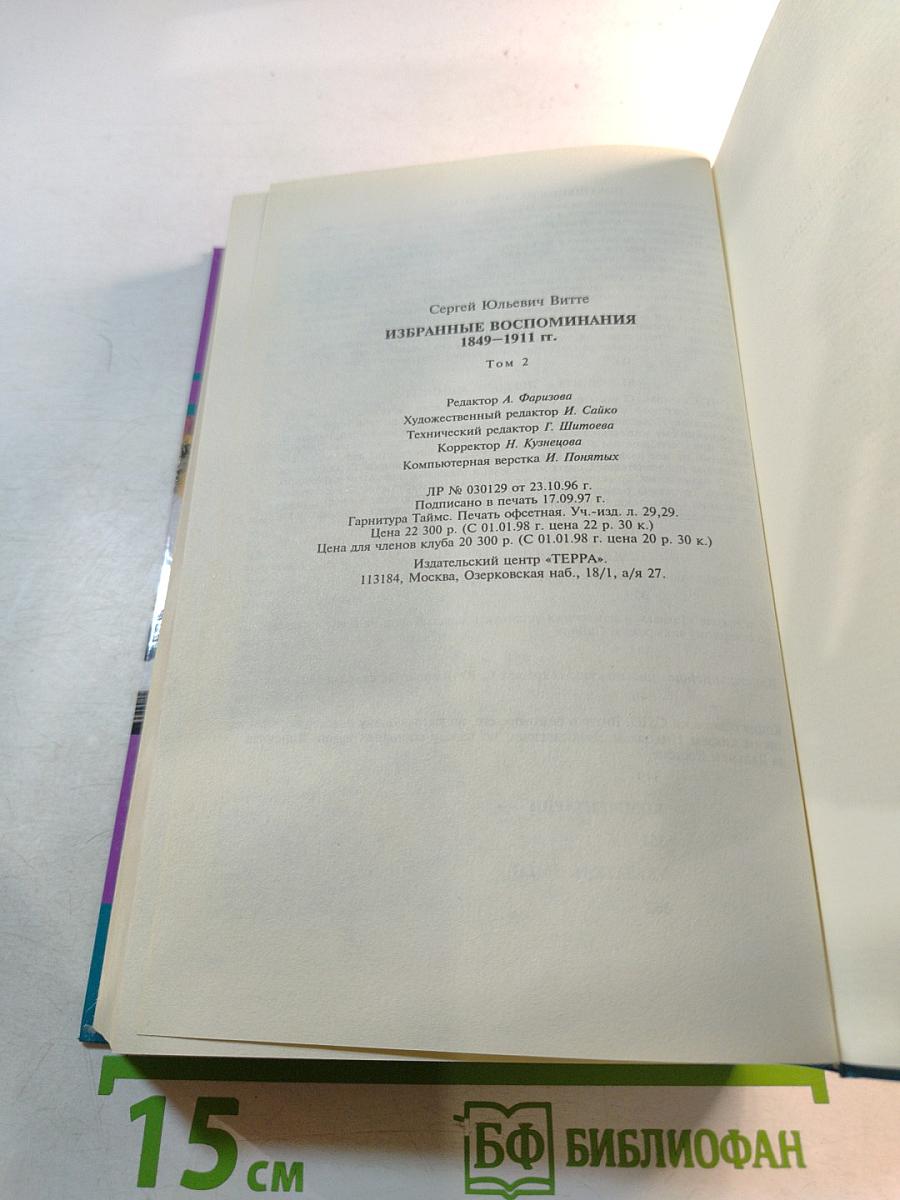 Сергей Юльевич Витте
ИЗБРАННЫЕ ВОСПОМИНАНИЯ
1849—1911 гг.
Том 2
Редактор А. Фаризова
Художественный редактор И. Сайко
Технический редактор Г. Шитоева
Корректор Н. Кузнецова
Компьютерная верстка И. Понятых
ЛР № 030129 от 23.10.96 г.
Подписано в печать 17.09.97 г.
Гарнитура Таймс. Печать офсетная. Уч.-изд. л. 29,29.
Цена 22 300 р. (С 01.01.98 г. цена 22 р. 30 к.)
Цена для членов клуба 20 300 р. (С 01.01.98 г. цена 20 р. 30 к.)
Издательский центр «ТЕРРА».
113184, Москва, Озерковская наб., 18/1, а/я 27.
15 см
БФ БИБЛИОФАН